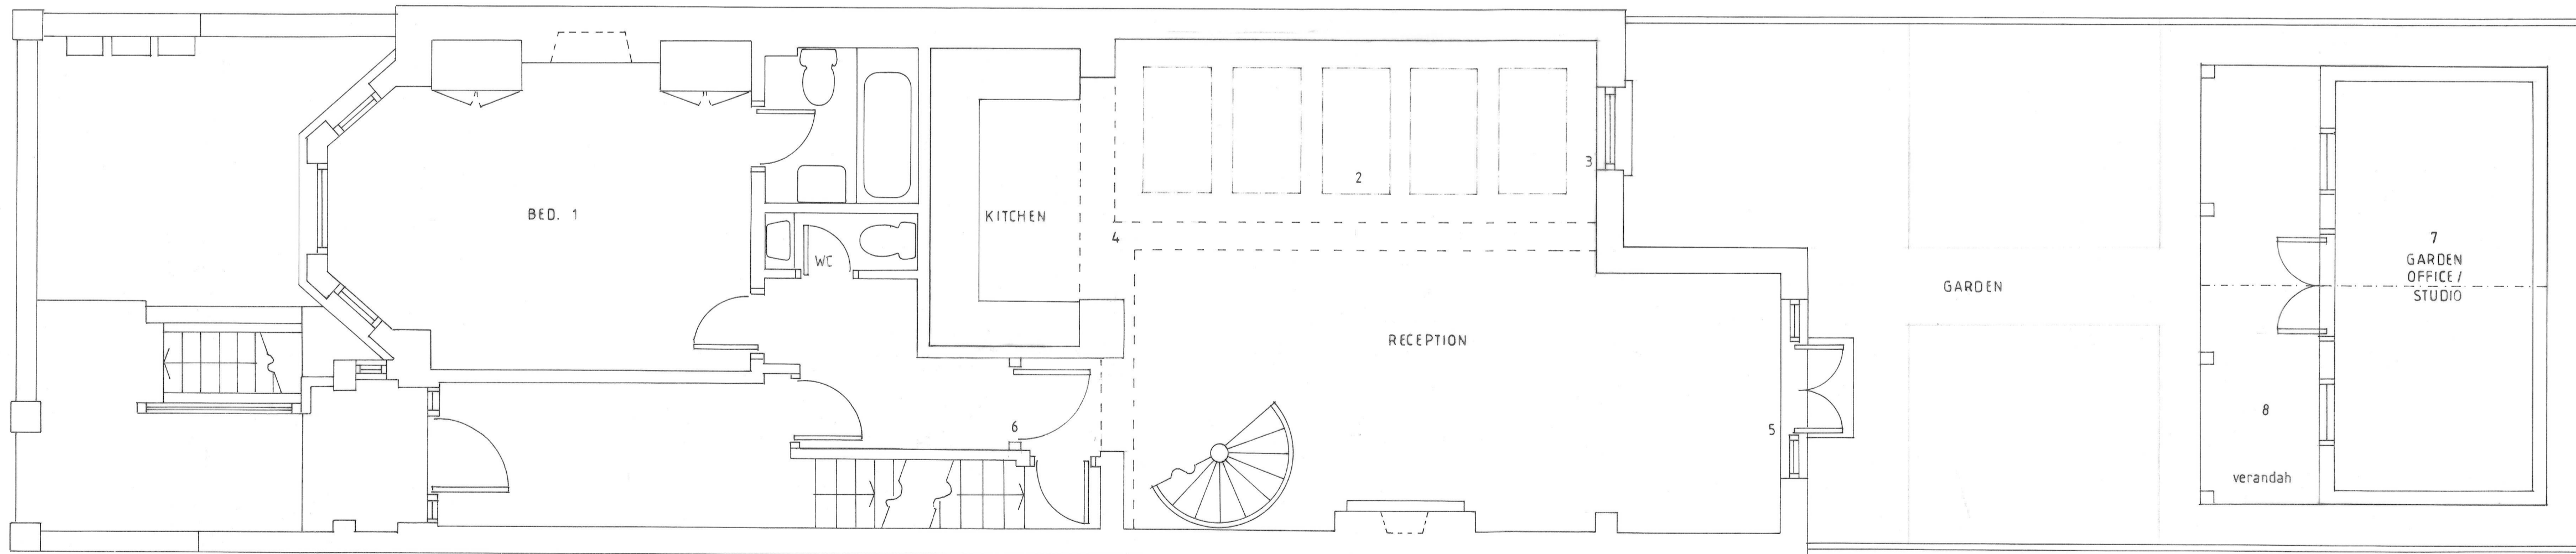 BED. 1
WC
KITCHEN
2
3
4
RECEPTION
5
6
GARDEN
7
GARDEN
OFFICE/
STUDIO
8
verandah